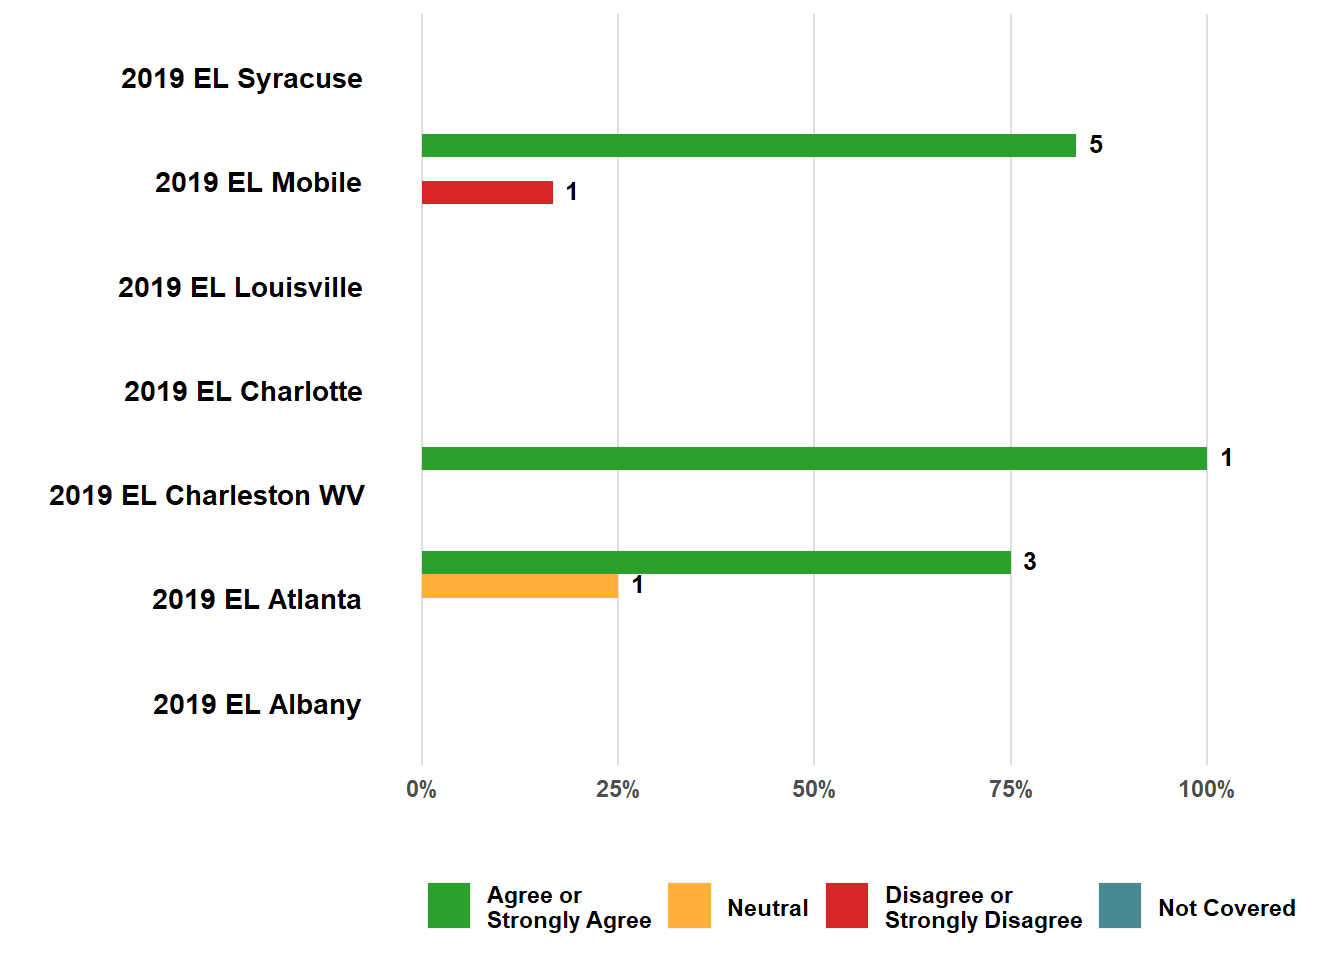 2019 EL Syracuse
5
2019 EL Mobile
1
2019 EL Louisville
2019 EL Charlotte
1
2019 EL Charleston WV
3
1
2019 EL Atlanta
2019 EL Albany
0% 25% 50% 75% 100%
Agree or
Strongly Agree
Neutral
Disagree or
Strongly Disagree
Not Covered